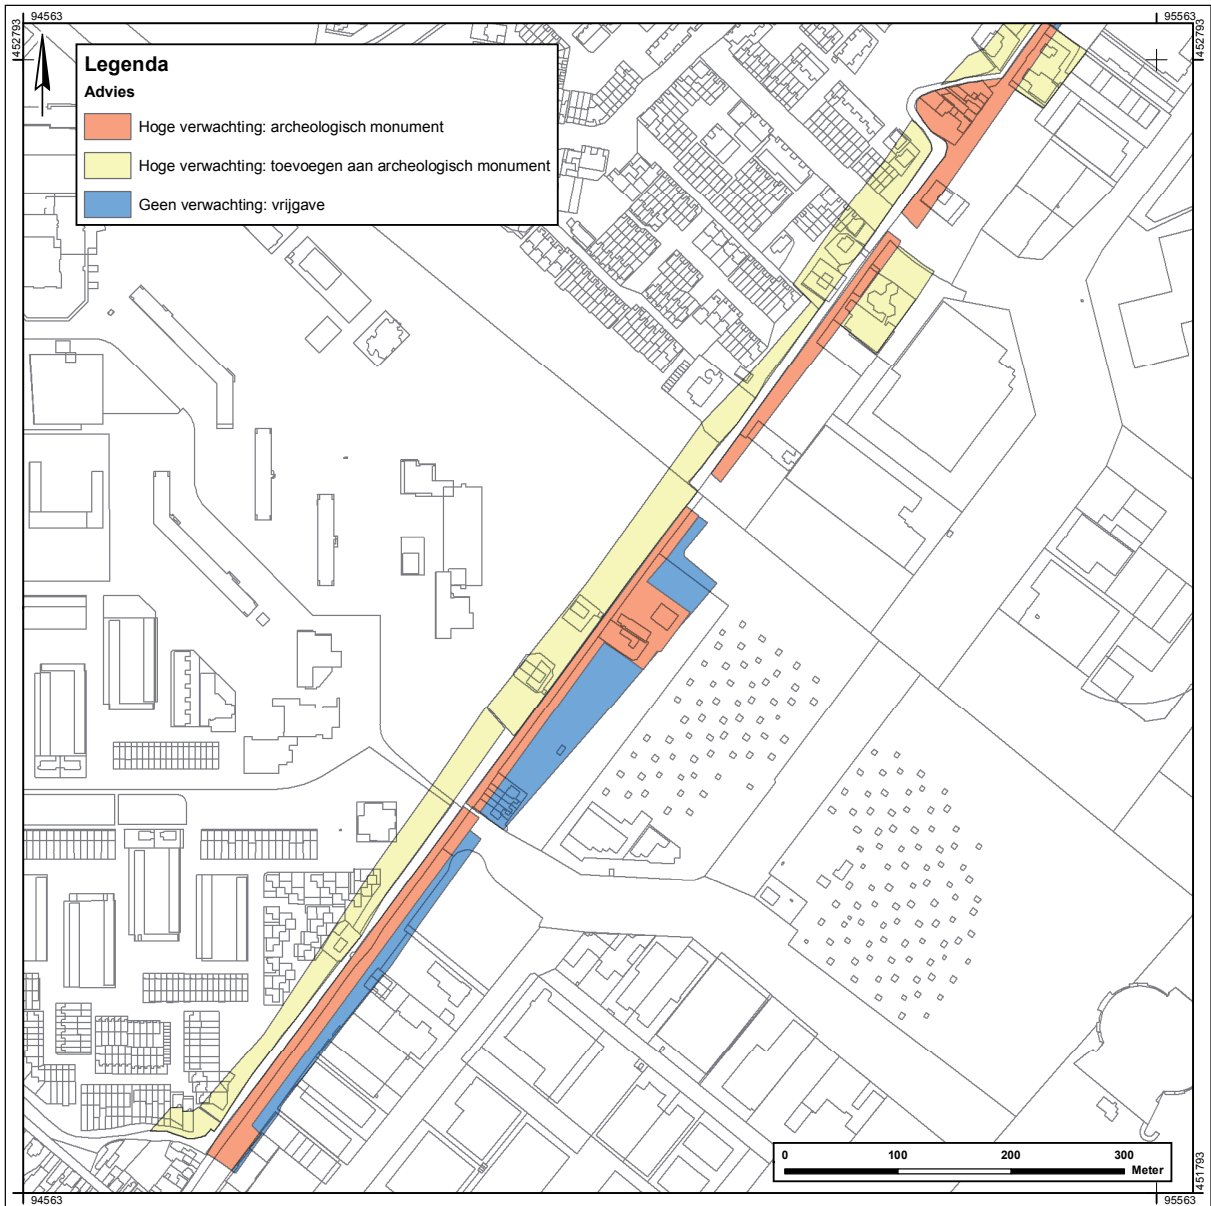 94563
95563
452793
452793
Legenda
Advies
Hoge verwachting: archeologisch monument
Hoge verwachting: toevoegen aan archeologisch monument
Geen verwachting: vrijgave
0 100 200 300
Meter
451793
451793
94563
95563